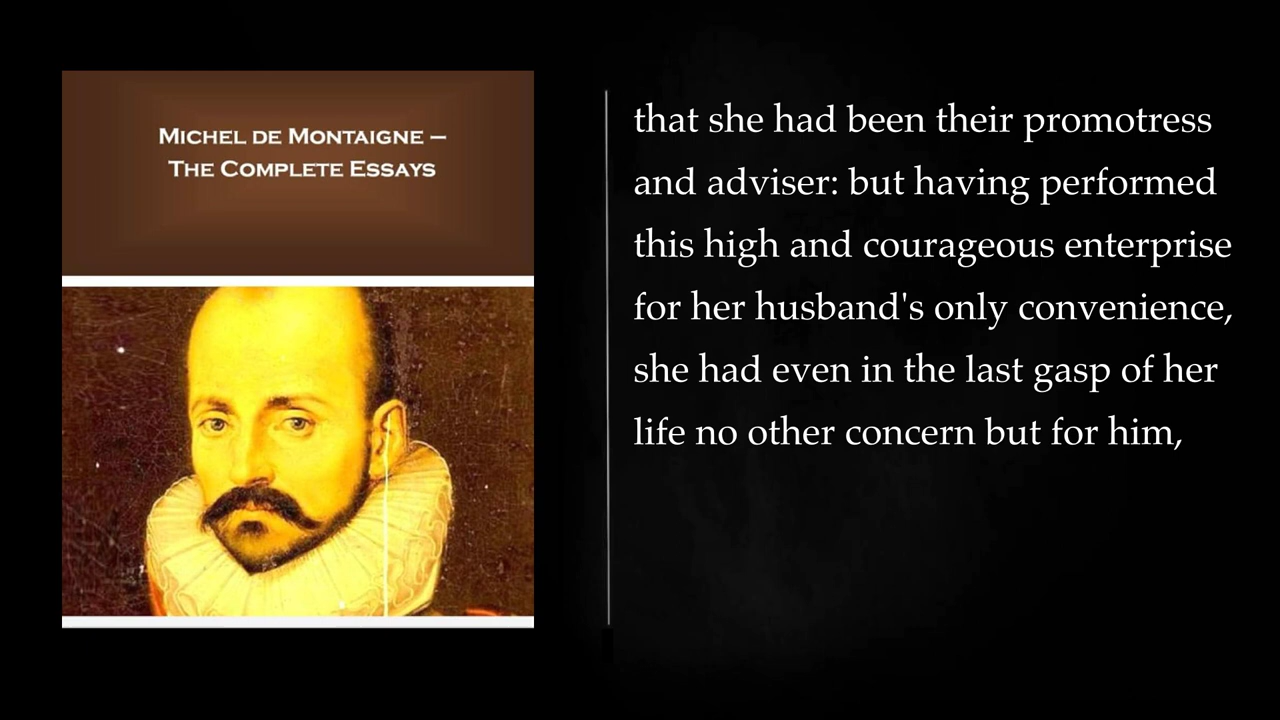 Michel de Montaigne –
The Complete Essays
that she had been their promotress
and adviser: but having performed
this high and courageous enterprise
for her husband's only convenience,
she had even in the last gasp of her
life no other concern but for him,